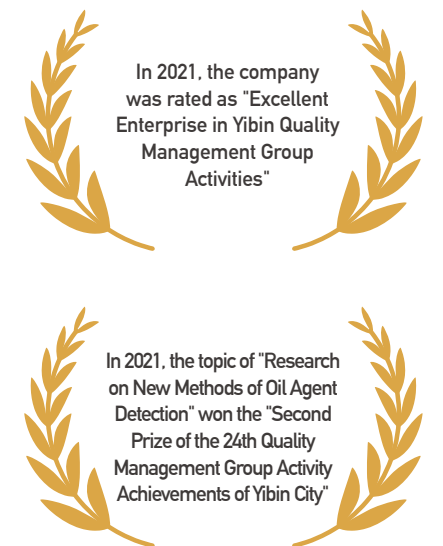 In 2021, the company
was rated as "Excellent
Enterprise in Yibin Quality
Management Group
Activities"
In 2021, the topic of "Research
on New Methods of Oil Agent
Detection" won the "Second
Prize of the 24th Quality
Management Group Activity
Achievements of Yibin City"